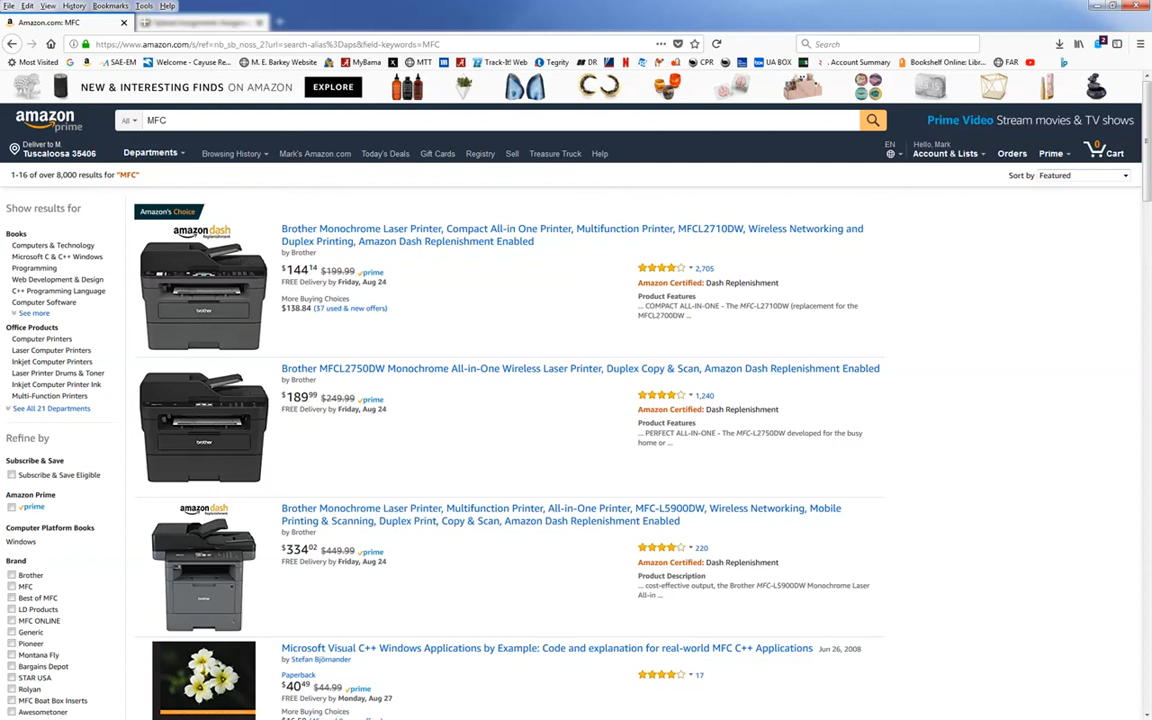 File Edit View History Bookmarks Tools Help
Amazon.com: MFC
https://www.amazon.com/s/ref=nb_sb_noss_2?url=search-alias%3Daps&field-keywords=MFC
Search
Most Visited G SAE-EM Welcome - Cayuse Re... M. E. Barkey Website MTT MyBama Track-It! Web Tegrity DR CPR UA BOX Account Summary Bookshelf Online: Libr... FAR
NEW & INTERESTING FINDS ON AMAZON EXPLORE
amazon prime
All MFC
Prime Video Stream movies & TV shows
Deliver to M.
Tuscaloosa 35406
Departments Browsing History Mark's Amazon.com Today's Deals Gift Cards Registry Sell Treasure Truck Help
EN
Hello, Mark
Account & Lists Orders Prime 0 Cart
1-16 of over 8,000 results for "MFC"
Sort by Featured
Show results for
Books
Computers & Technology
Microsoft C & C++ Windows
Programming
Web Development & Design
C++ Programming Language
Computer Software
See more
Office Products
Computer Printers
Laser Computer Printers
Inkjet Computer Printers
Laser Printer Drums & Toner
Inkjet Computer Printer Ink
Multi-Function Printers
See All 21 Departments
Refine by
Subscribe & Save
Subscribe & Save Eligible
Amazon Prime
prime
Computer Platform Books
Windows
Brand
Brother
MFC
Best of MFC
LD Products
MFC ONLINE
Generic
Pioneer
Montana Fly
Bargains Depot
STAR USA
Rolyan
MFC Boat Box Inserts
Awesometoner
Amazon's Choice
amazon dash
Replenishment
brother
Brother Monochrome Laser Printer, Compact All-in One Printer, Multifunction Printer, MFCL2710DW, Wireless Networking and
Duplex Printing, Amazon Dash Replenishment Enabled
by Brother
$144 14 $199.99 prime
FREE Delivery by Friday, Aug 24
More Buying Choices
$138.84 (37 used & new offers)
2,705
Amazon Certified: Dash Replenishment
Product Features
... COMPACT ALL-IN-ONE - The MFC-L2710DW (replacement for the
MFCL2700DW ...
brother
Brother MFCL2750DW Monochrome All-in-One Wireless Laser Printer, Duplex Copy & Scan, Amazon Dash Replenishment Enabled
by Brother
$189 99 $249.99 prime
FREE Delivery by Friday, Aug 24
1,240
Amazon Certified: Dash Replenishment
Product Features
... PERFECT ALL-IN-ONE - The MFC-L2750DW developed for the busy
home or ...
amazon dash
Replenishment
brother
Brother Monochrome Laser Printer, Multifunction Printer, All-in-One Printer, MFC-L5900DW, Wireless Networking, Mobile
Printing & Scanning, Duplex Print, Copy & Scan, Amazon Dash Replenishment Enabled
by Brother
$334 02 $449.99 prime
FREE Delivery by Friday, Aug 24
220
Amazon Certified: Dash Replenishment
Product Description
... cost-effective output, the Brother MFC-L5900DW Monochrome Laser
All-in ...
Microsoft Visual C++ Windows Applications by Example: Code and explanation for real-world MFC C++ Applications Jun 26, 2008
by Stefan Björnander
Paperback
$40 49 $44.99 prime
FREE Delivery by Monday, Aug 27
More Buying Choices
17